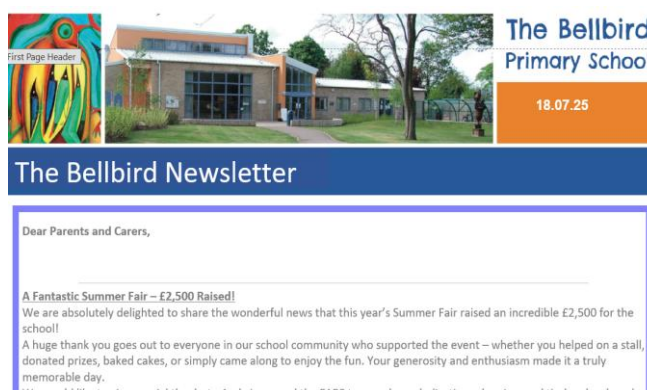 First Page Header
The Bellbird
Primary School
18.07.25
The Bellbird Newsletter
Dear Parents and Carers,
A Fantastic Summer Fair – £2,500 Raised!
We are absolutely delighted to share the wonderful news that this year's Summer Fair raised an incredible £2,500 for the
school!
A huge thank you goes out to everyone in our school community who supported the event – whether you helped on a stall,
donated prizes, baked cakes, or simply came along to enjoy the fun. Your generosity and enthusiasm made it a truly
memorable day.